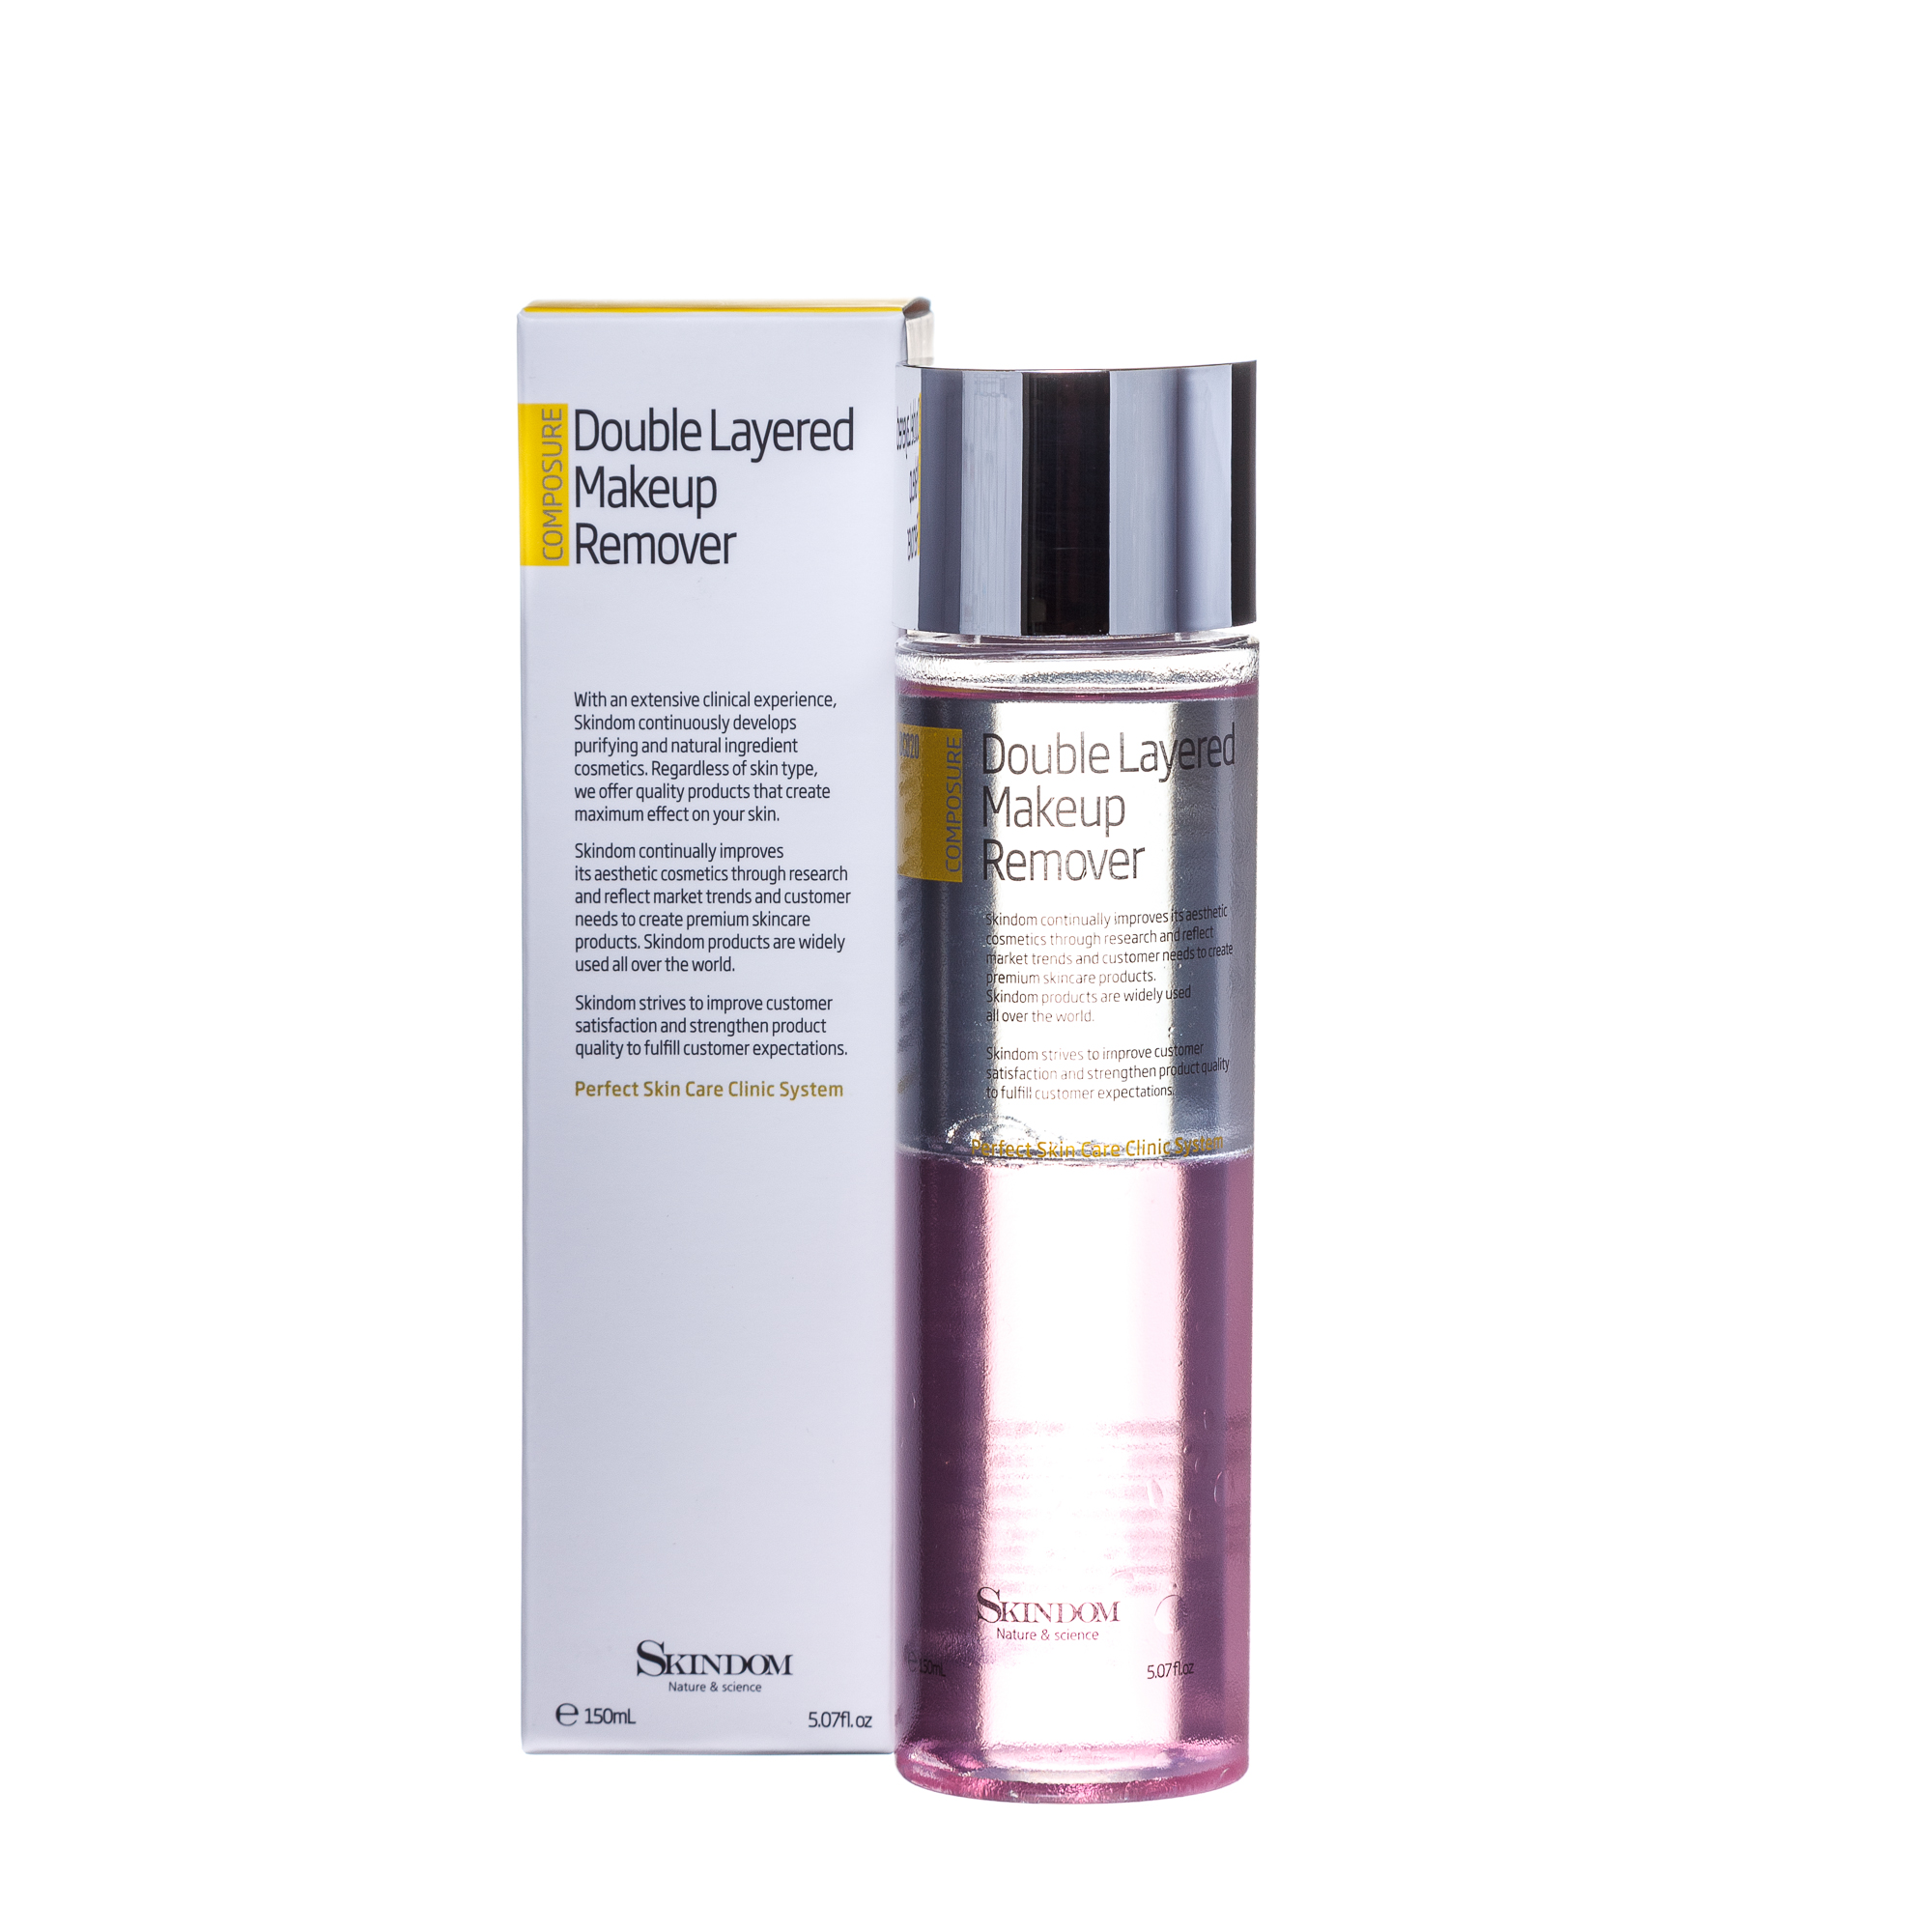 COMPOSURE
Double Layered
Makeup
Remover
With an extensive clinical experience,
Skindom continuously develops
purifying and natural ingredient
cosmetics. Regardless of skin type,
we offer quality products that create
maximum effect on your skin.
Skindom continually improves
its aesthetic cosmetics through research
and reflect market trends and customer
needs to create premium skincare
products. Skindom products are widely
used all over the world.
Skindom strives to improve customer
satisfaction and strengthen product
quality to fulfill customer expectations.
Perfect Skin Care Clinic System
SKINDOM
Nature & science
℮ 150mL
5.07fl.oz
COMPOSURE
Double Layered
Makeup
Remover
Skindom continually improves its aesthetic
cosmetics through research and reflect
market trends and customer needs to create
premium skincare products.
Skindom products are widely used
all over the world.
Skindom strives to improve customer
satisfaction and strengthen product quality
to fulfill customer expectations.
Perfect Skin Care Clinic System
SKINDOM
Nature & science
℮ 150mL
5.07fl.oz